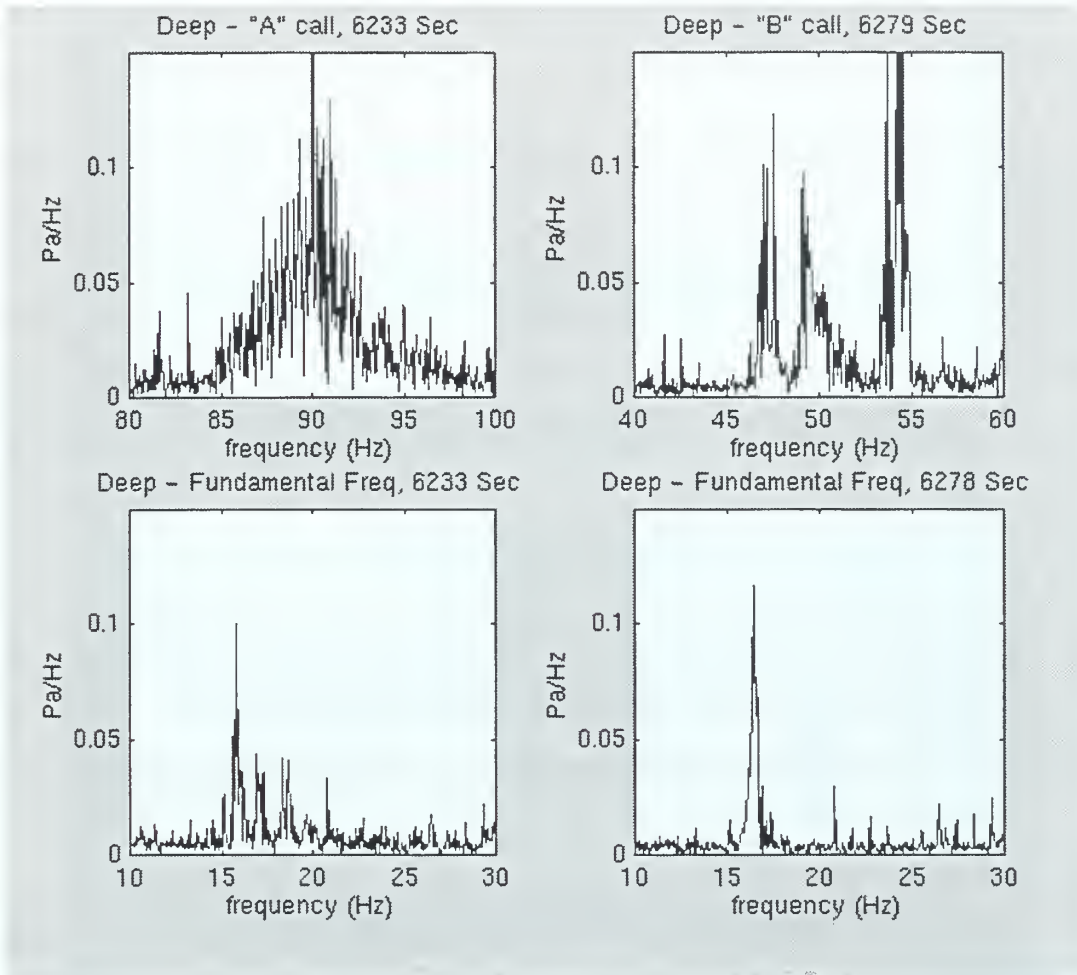 Deep - "A" call, 6233 Sec
Pa/Hz
0.1
0.05
0
80 85 90 95 100
frequency (Hz)
Deep - "B" call, 6279 Sec
Pa/Hz
0.1
0.05
0
40 45 50 55 60
frequency (Hz)
Deep - Fundamental Freq, 6233 Sec
Pa/Hz
0.1
0.05
0
10 15 20 25 30
frequency (Hz)
Deep - Fundamental Freq, 6278 Sec
Pa/Hz
0.1
0.05
0
10 15 20 25 30
frequency (Hz)